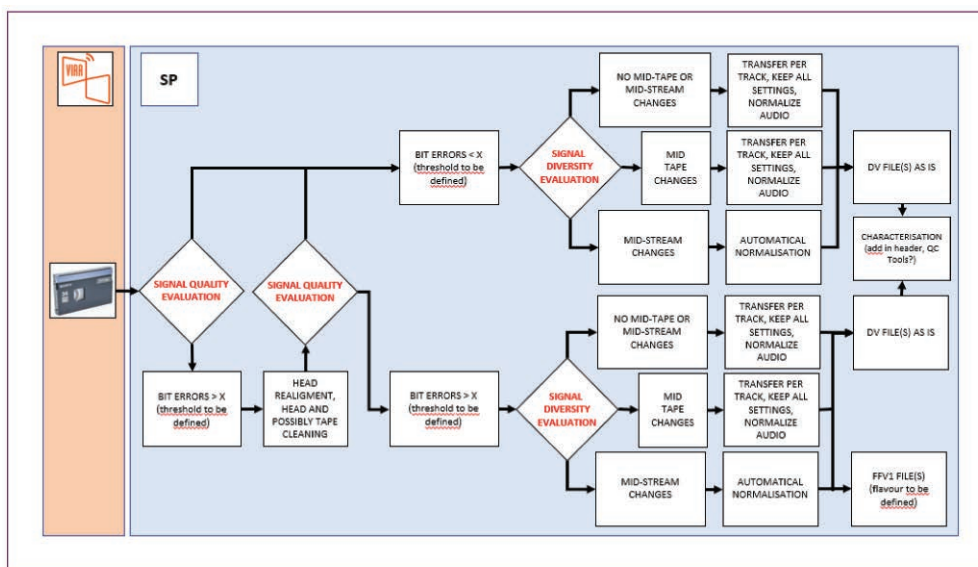 VIAA
SP
NO MID-TAPE OR
MID-STREAM
CHANGES
TRANSFER PER
TRACK, KEEP ALL
SETTINGS,
NORMALIZE
AUDIO
BIT ERRORS < X
(threshold to be
defined)
SIGNAL
DIVERSITY
EVALUATION
MID
TAPE
CHANGES
TRANSFER PER
TRACK, KEEP ALL
SETTINGS,
NORMALIZE
AUDIO
DV FILE(S) AS IS
MID-STREAM
CHANGES
AUTOMATICAL
NORMALISATION
CHARACTERISATION
(add in header, QC
Tools?)
SIGNAL QUALITY
EVALUATION
SIGNAL QUALITY
EVALUATION
NO MID-TAPE OR
MID-STREAM
CHANGES
TRANSFER PER
TRACK, KEEP ALL
SETTINGS,
NORMALIZE
AUDIO
DV FILE(S) AS IS
BIT ERRORS > X
(threshold to be
defined)
HEAD
REALIGMENT,
HEAD AND
POSSIBLY TAPE
CLEANING
BIT ERRORS > X
(threshold to be
defined)
SIGNAL
DIVERSITY
EVALUATION
MID
TAPE
CHANGES
TRANSFER PER
TRACK, KEEP ALL
SETTINGS,
NORMALIZE
AUDIO
MID-STREAM
CHANGES
AUTOMATICAL
NORMALISATION
FFV1 FILE(S)
(flavour to be
defined)